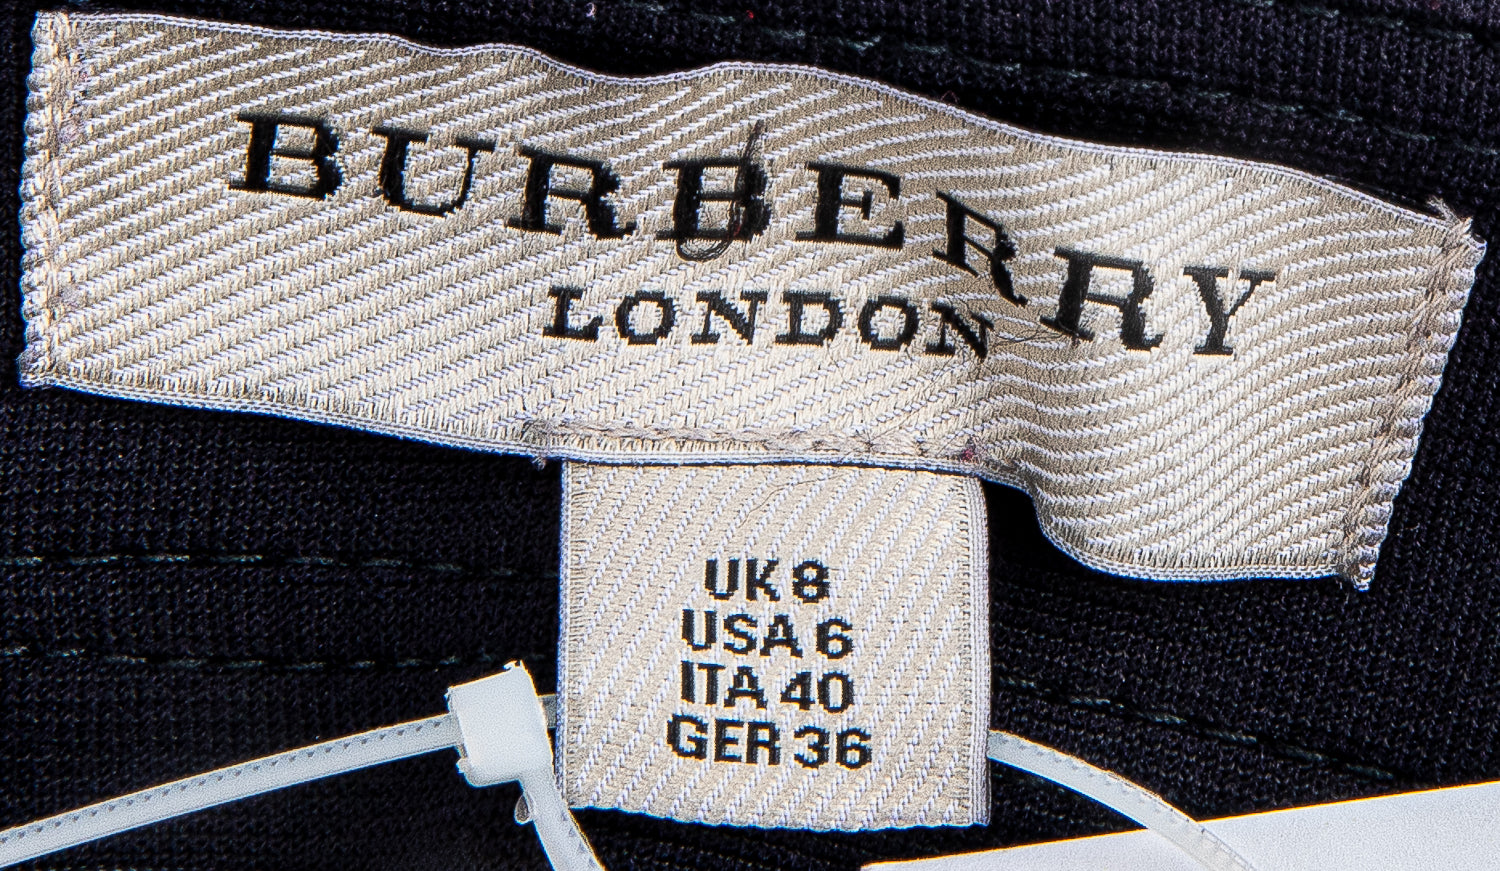 BURBERRY
LONDON
UK 8
USA 6
ITA 40
GER 36